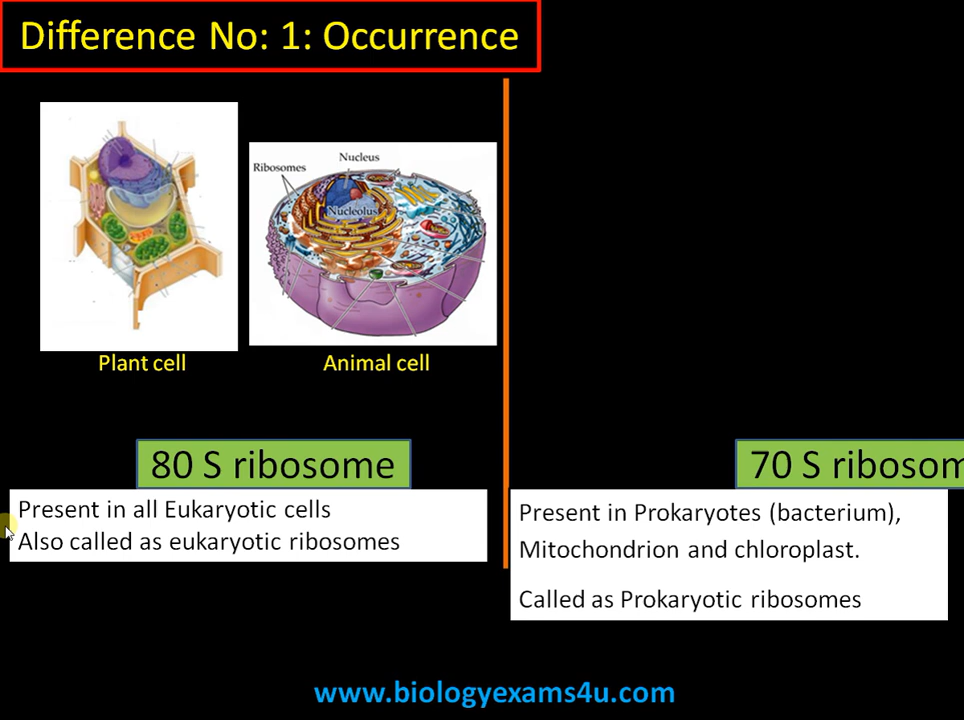 Difference No: 1: Occurrence
Nucleus
Ribosomes
Nucleolus
Plant cell
Animal cell
80 S ribosome
Present in all Eukaryotic cells
Also called as eukaryotic ribosomes
70 S ribosom
Present in Prokaryotes (bacterium),
Mitochondrion and chloroplast.
Called as Prokaryotic ribosomes
www.biologyexams4u.com